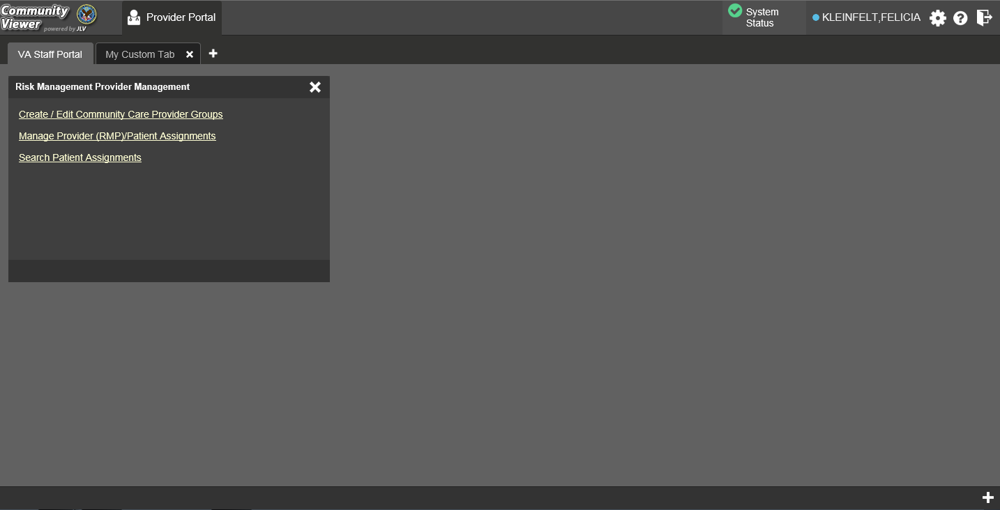 Community
Viewer
powered by JLV
Provider Portal
System
Status
KLEINFELT,FELICIA
VA Staff Portal
My Custom Tab
Risk Management Provider Management
Create / Edit Community Care Provider Groups
Manage Provider (RMP)/Patient Assignments
Search Patient Assignments